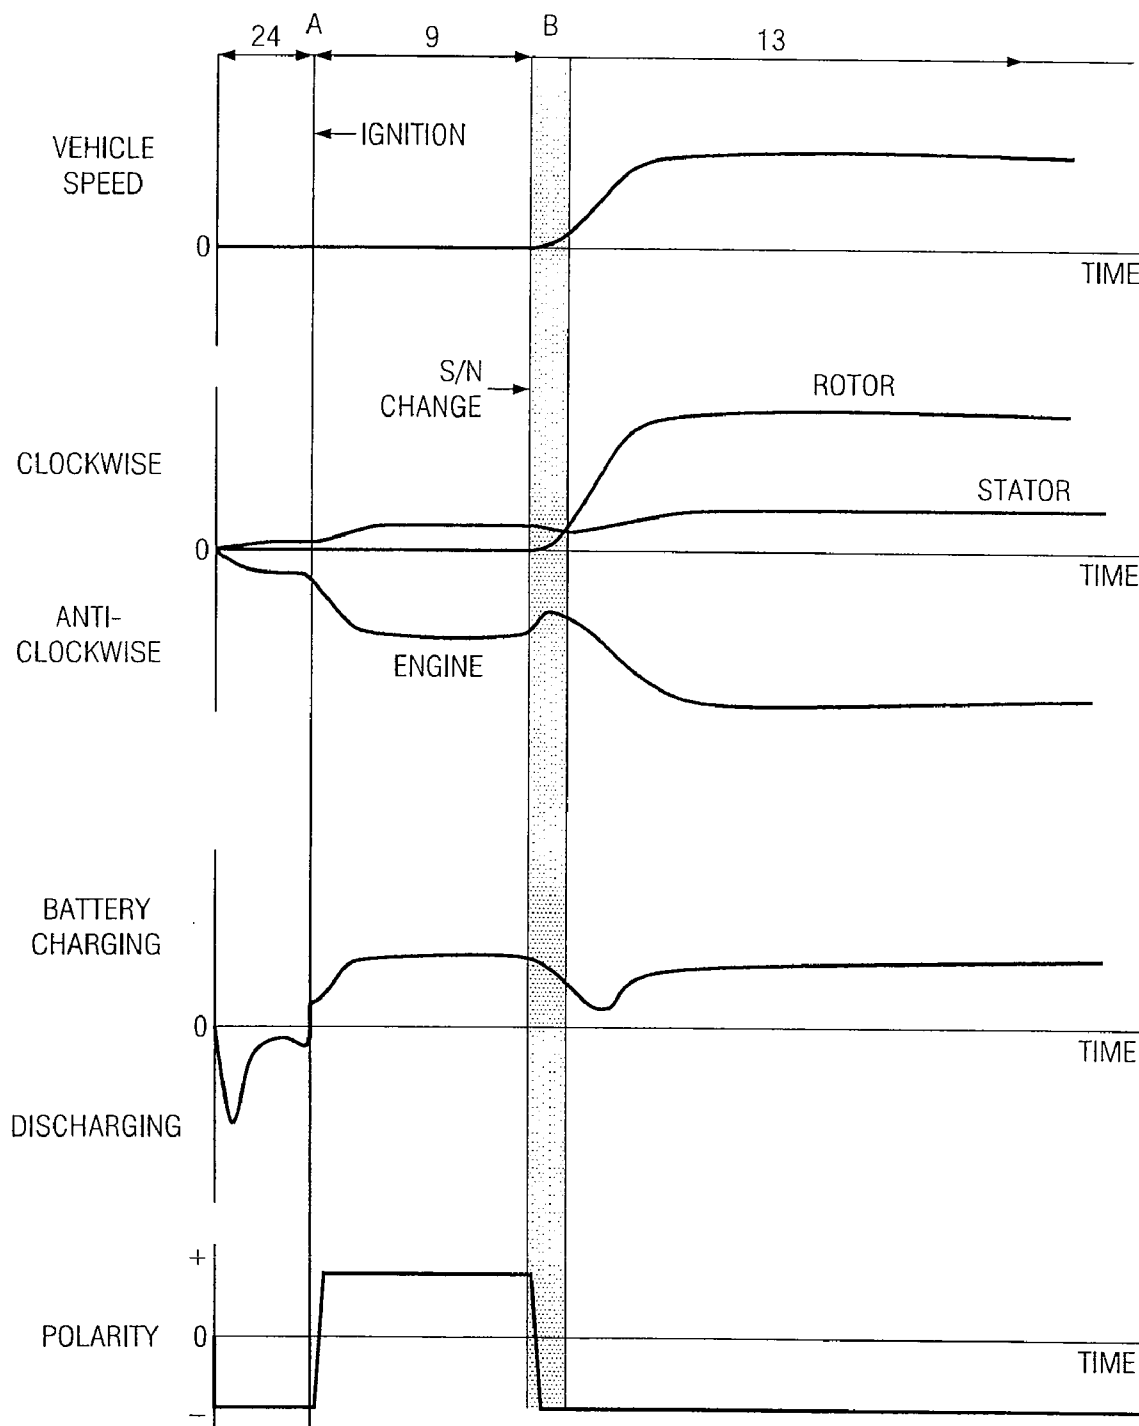 24
A
9
B
13
VEHICLE
SPEED
IGNITION
0
TIME
S/N
CHANGE
ROTOR
CLOCKWISE
STATOR
0
TIME
ANTI-
CLOCKWISE
ENGINE
BATTERY
CHARGING
0
TIME
DISCHARGING
+
POLARITY
0
TIME
−